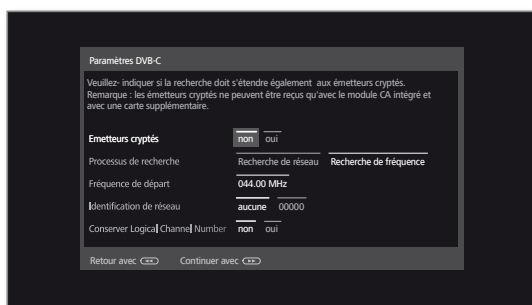 Paramètres DVB-C
Veuillez- indiquer si la recherche doit s'étendre également aux émetteurs cryptés.
Remarque : les émetteurs cryptés ne peuvent être reçus qu'avec le module CA intégré et
avec une carte supplémentaire.
Emetteurs cryptés non oui
Processus de recherche Recherche de réseau Recherche de fréquence
Fréquence de départ 044.00 MHz
Identification de réseau aucune 00000
Conserver Logical Channel Number non oui
Retour avec Continuer avec